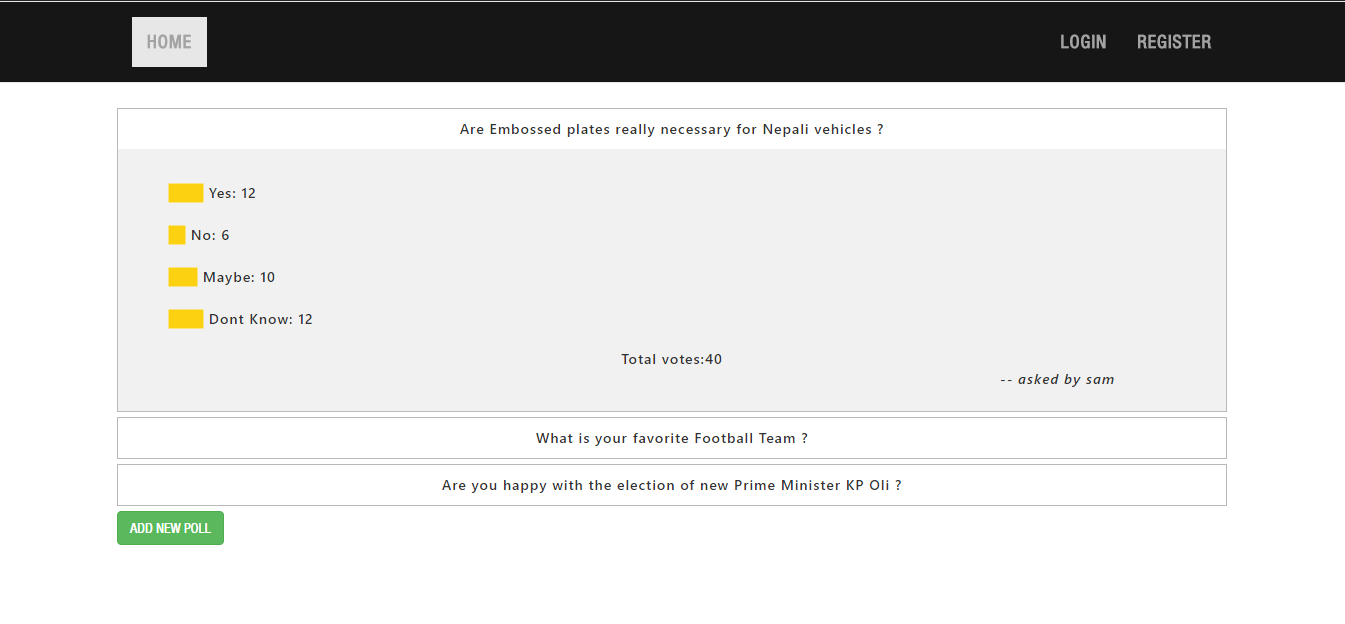 HOME LOGIN REGISTER
Are Embossed plates really necessary for Nepali vehicles ?
Yes: 12
No: 6
Maybe: 10
Dont Know: 12
Total votes:40
-- asked by sam
What is your favorite Football Team ?
Are you happy with the election of new Prime Minister KP Oli ?
ADD NEW POLL